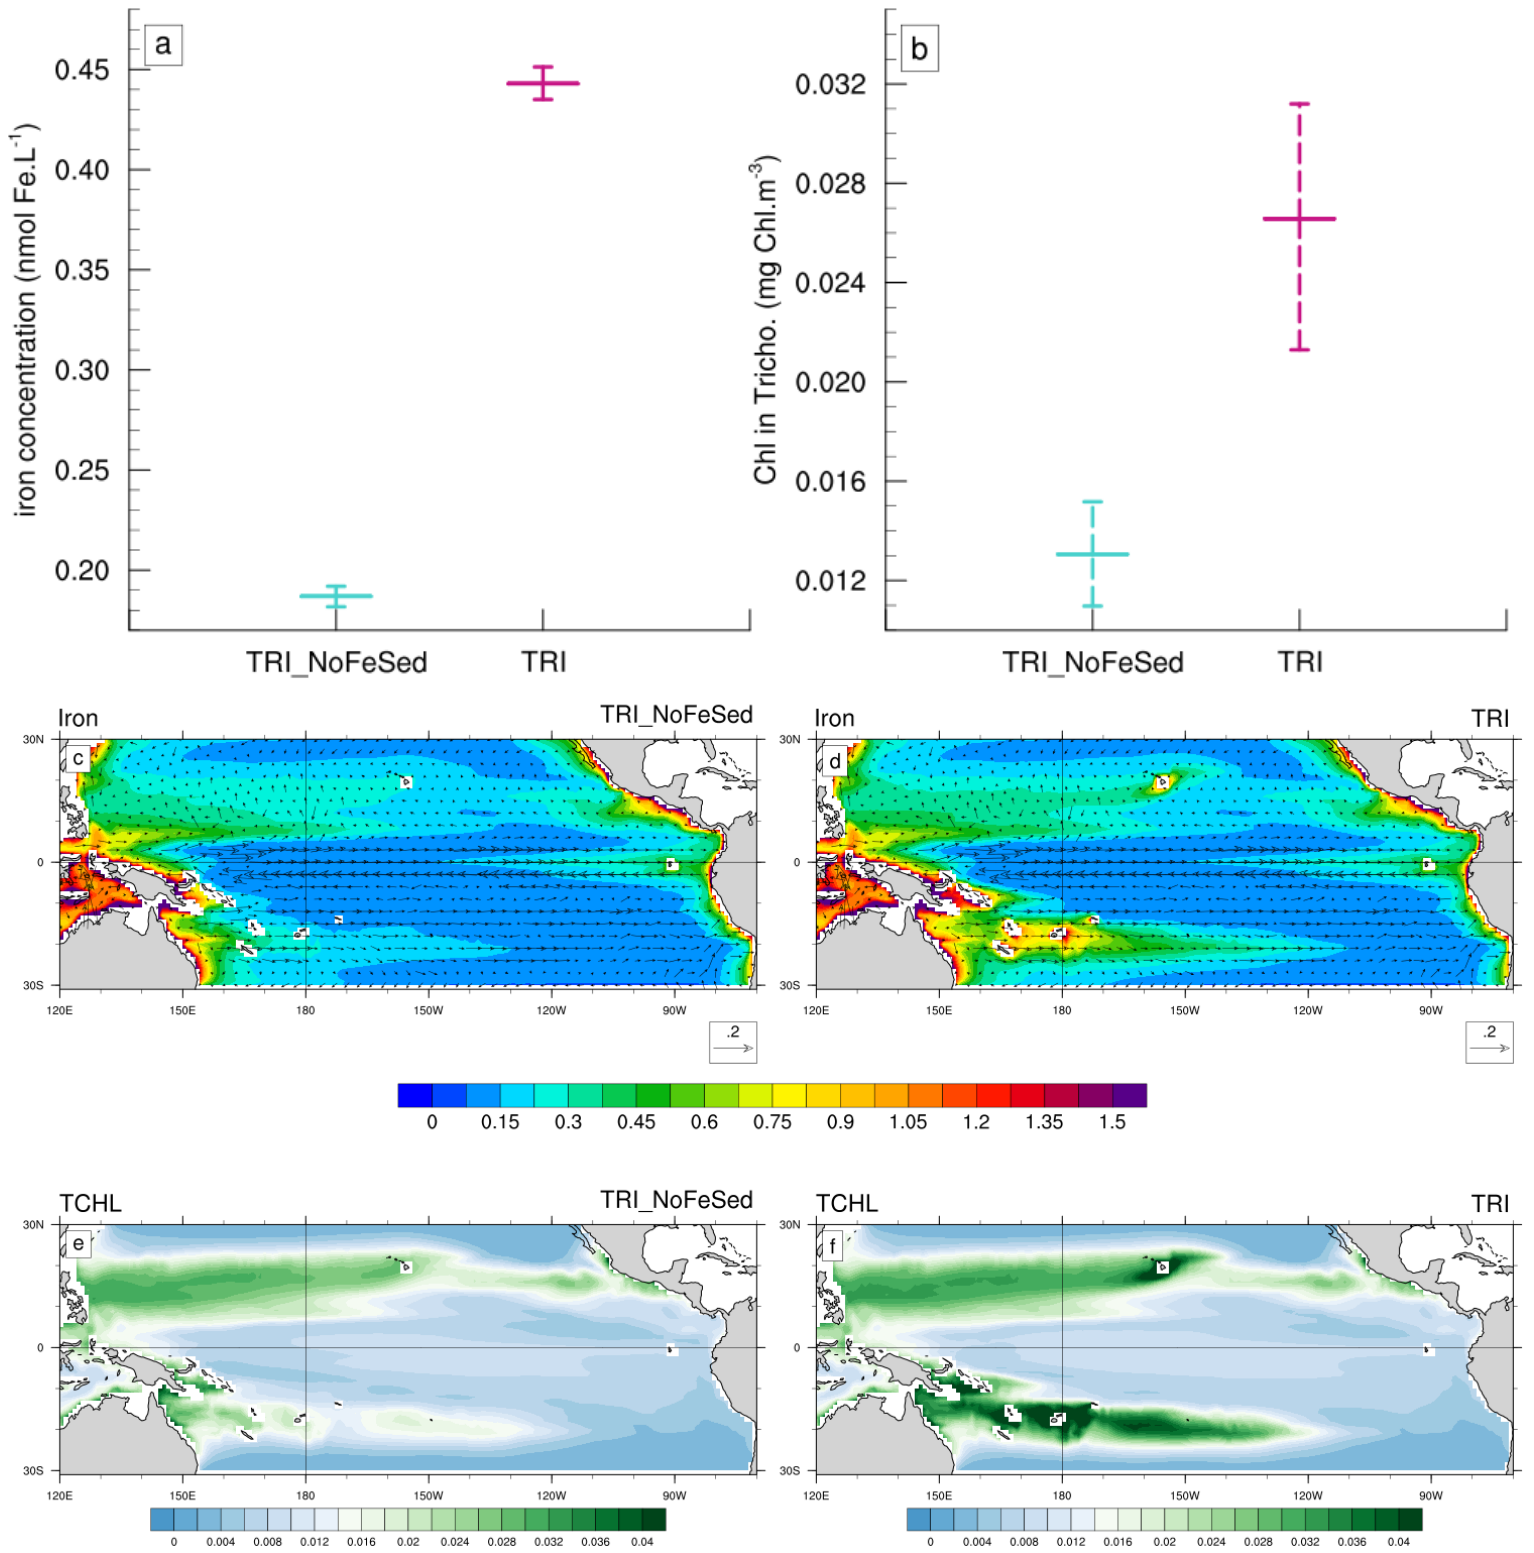 a
0.45
0.40
0.35
0.30
0.25
0.20
iron concentration (nmol Fe.L-1)
TRI_NoFeSed TRI
b
0.032
0.028
0.024
0.020
0.016
0.012
Chl in Tricho. (mg Chl.m-3)
TRI_NoFeSed TRI
Iron TRI_NoFeSed
c
30N
0
30S
120E 150E 180 150W 120W 90W
.2
Iron TRI
d
30N
0
30S
120E 150E 180 150W 120W 90W
.2
0 0.15 0.3 0.45 0.6 0.75 0.9 1.05 1.2 1.35 1.5
TCHL TRI_NoFeSed
e
30N
0
30S
120E 150E 180 150W 120W 90W
0 0.004 0.008 0.012 0.016 0.02 0.024 0.028 0.032 0.036 0.04
TCHL TRI
f
30N
0
30S
120E 150E 180 150W 120W 90W
0 0.004 0.008 0.012 0.016 0.02 0.024 0.028 0.032 0.036 0.04